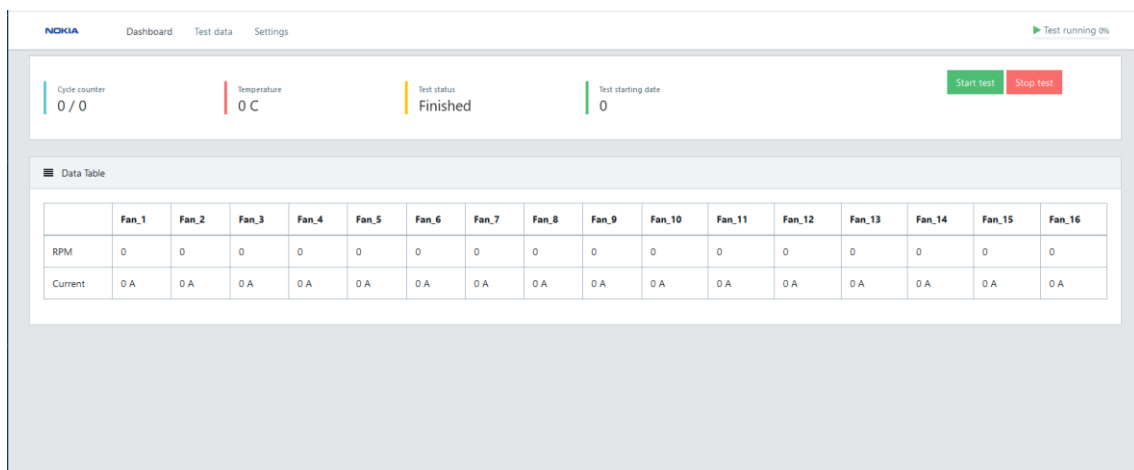 NOKIA Dashboard Test data Settings Test running 0%
Cycle counter Temperature Test status Test starting date Start test Stop test
0 / 0 0 C Finished 0
Data Table
Fan_1 Fan_2 Fan_3 Fan_4 Fan_5 Fan_6 Fan_7 Fan_8 Fan_9 Fan_10 Fan_11 Fan_12 Fan_13 Fan_14 Fan_15 Fan_16
RPM 0 0 0 0 0 0 0 0 0 0 0 0 0 0 0 0
Current 0 A 0 A 0 A 0 A 0 A 0 A 0 A 0 A 0 A 0 A 0 A 0 A 0 A 0 A 0 A 0 A